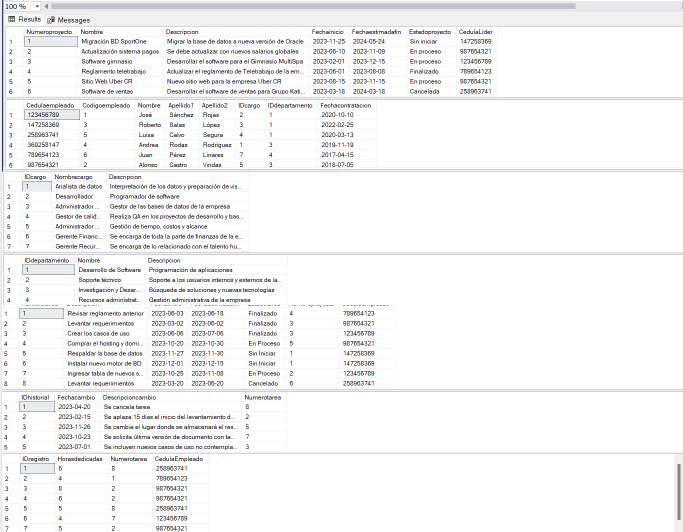 100 %
Results Messages
Numeroproyecto Nombre Descripcion Fechainicio Fechaestimadafin Estadoproyecto CedulaLider
1 1 Migración BD SportOne Migrar la base de datos a nueva versión de Oracle 2023-11-25 2024-05-24 Sin iniciar 147258369
2 2 Actualización sistema pagos Se debe actualizar con nuevos salarios globales 2023-06-10 2023-11-09 En proceso 987654321
3 3 Software gimnasio Desarrollar el software para el Gimnasio MultiSpa 2023-02-01 2023-12-15 En proceso 123456789
4 4 Reglamento teletrabajo Actualizar el reglamento de Teletrabajo de la em... 2023-06-01 2023-08-08 Finalizado 789654123
5 5 Sitio Web Uber CR Nuevo sitio web para la empresa Uber CR 2023-08-15 2023-11-15 En proceso 987654321
6 6 Software de ventas Desarrollar el software de ventas para Grupo Kati... 2023-03-18 2024-03-18 Cancelada 258963741
Cedulaempleado Codigoempleado Nombre Apellido1 Apellido2 IDcargo IDdepartamento Fechacontratacion
1 123456789 1 José Sánchez Rojas 2 1 2020-10-10
2 147258369 3 Roberto Salas López 3 1 2022-02-25
3 258963741 5 Luisa Calvo Segura 4 1 2020-03-13
4 369258147 4 Andrea Rodas Rodríguez 1 3 2019-11-19
5 789654123 6 Juan Pérez Linares 7 4 2017-04-15
6 987654321 2 Alonso Castro Vindas 5 3 2018-07-05
IDcargo Nombrecargo Descripcion
1 1 Analista de datos Interpretación de los datos y preparación de vis...
2 2 Desarrollador Programador de software
3 3 Administrador ... Gestor de las bases de datos de la empresa
4 4 Gestor de calid... Realiza QA en los proyectos de desarrollo y bas...
5 5 Administrador ... Gestión de tiempo, costos y alcance
6 6 Gerente Financ... Se encarga de toda la parte de finanzas de la e...
7 7 Gerente Recur... Se encarga de lo relacionado con el talento hu...
IDdepartamento Nombre Descripcion
1 1 Desarrollo de Software Programación de aplicaciones
2 2 Soporte técnico Soporte a los usuarios internos y externos de la...
3 3 Investigación y Desar... Búsqueda de soluciones y nuevas tecnologías
4 4 Recursos administrat... Gestión administrativa de la empresa
1 1 Revisar reglamento anterior 2023-06-03 2023-06-18 Finalizado 4 789654123
2 2 Levantar requerimientos 2023-03-02 2023-06-02 Finalizado 3 987654321
3 3 Crear los casos de uso 2023-06-06 2023-07-06 Finalizado 3 123456789
4 4 Comprar el hosting y domi... 2023-10-20 2023-10-30 En Proceso 5 987654321
5 5 Respaldar la base de datos 2023-11-27 2023-11-30 Sin Iniciar 1 147258369
6 6 Instalar nuevo motor de BD 2023-12-01 2023-12-15 Sin Iniciar 1 147258369
7 7 Ingresar tabla de nuevos s... 2023-10-25 2023-11-08 En Proceso 2 123456789
8 8 Levantar requerimientos 2023-03-20 2023-06-20 Cancelado 6 258963741
IDhistorial Fechacambio Descripcioncambio Numerotarea
1 1 2023-04-20 Se cancela tarea 8
2 2 2023-02-15 Se aplaza 15 días el inicio del levantamiento d... 2
3 3 2023-11-26 Se cambia el lugar donde se almacenará el res... 5
4 4 2023-10-23 Se solicita última versión de documento con ta... 7
5 5 2023-07-01 Se incluyen nuevos casos de uso no contempla... 3
IDregistro Horasdedicadas Numerotarea CedulaEmpleado
1 1 6 8 258963741
2 2 4 1 789654123
3 3 8 2 987654321
4 4 6 2 987654321
5 5 5 8 258963741
6 6 4 7 123456789
7 7 5 2 987654321